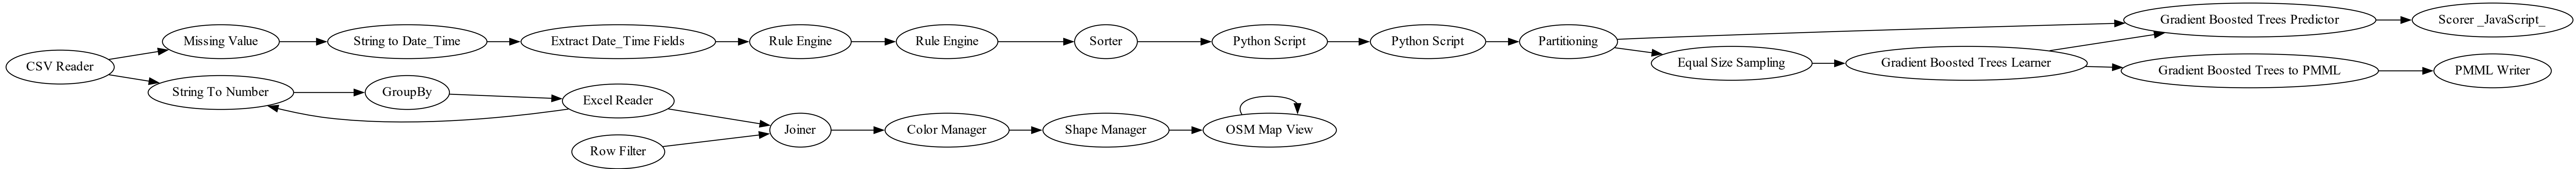 CSV Reader
Missing Value
String to Date_Time
Extract Date_Time Fields
Rule Engine
Rule Engine
Sorter
Python Script
Python Script
Partitioning
Gradient Boosted Trees Predictor
Scorer _JavaScript_
Equal Size Sampling
Gradient Boosted Trees Learner
Gradient Boosted Trees to PMML
PMML Writer
String To Number
GroupBy
Excel Reader
Row Filter
Joiner
Color Manager
Shape Manager
OSM Map View